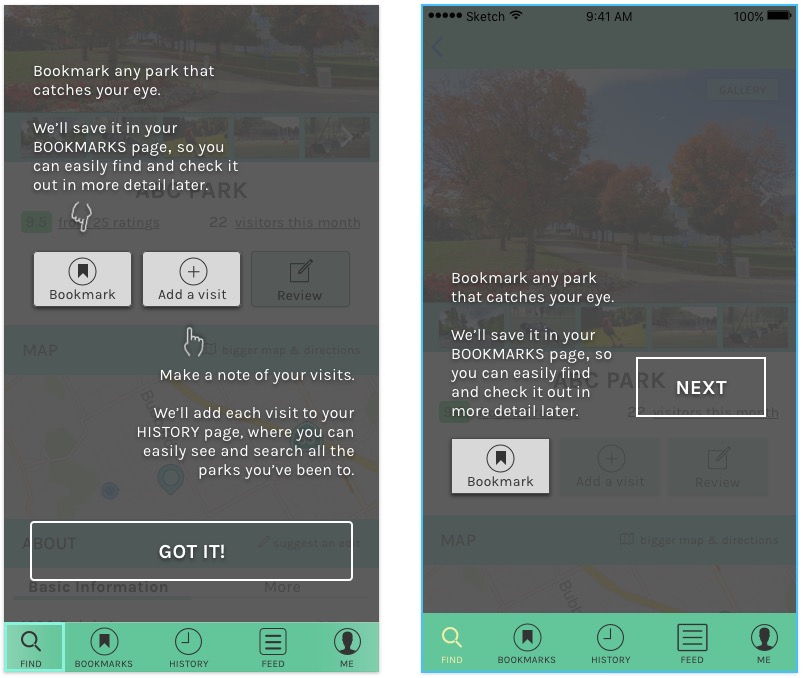 Bookmark any park that
catches your eye.
We'll save it in your
BOOKMARKS page, so you
can easily find and check it
out in more detail later.
ABC PARK
9.5 from 25 ratings
22 visitors this month
Bookmark
Add a visit
Review
MAP
bigger map & directions
Make a note of your visits.
We'll add each visit to your
HISTORY page, where you can
easily see and search all the
parks you've been to.
ABOUT
suggest an edit
GOT IT!
Basic Information
More
FIND
BOOKMARKS
HISTORY
FEED
ME
Sketch
9:41 AM
100%
GALLERY
Bookmark any park
that catches your eye.
We'll save it in your
BOOKMARKS page, so
you can easily find
and check it out in
more detail later.
ABC PARK
NEXT
22 visitors this month
Bookmark
Add a visit
Review
MAP
bigger map & directions
FIND
BOOKMARKS
HISTORY
FEED
ME